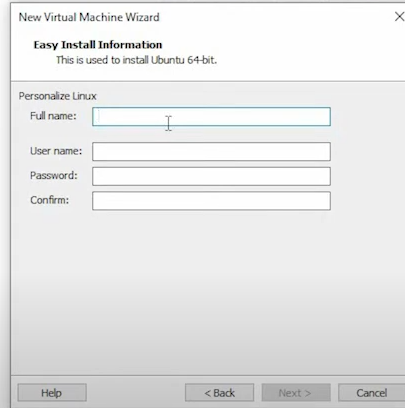 New Virtual Machine Wizard
Easy Install Information
This is used to install Ubuntu 64-bit.
Personalize Linux
Full name:
User name:
Password:
Confirm:
Help < Back Next > Cancel